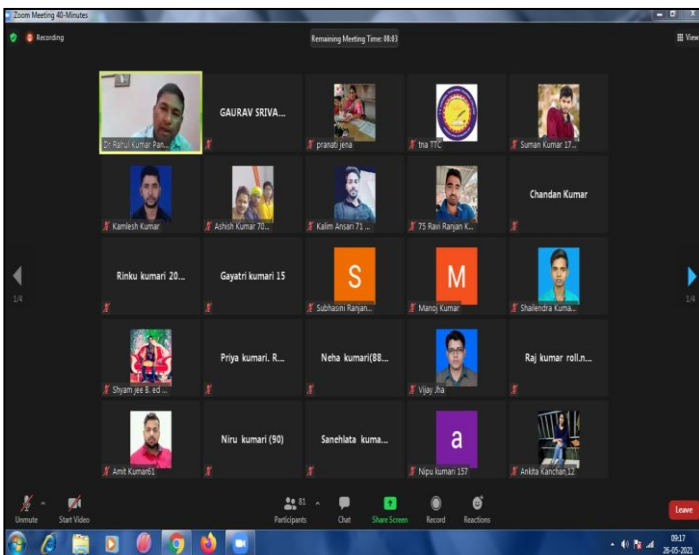 Zoom Meeting 40-Minutes
Recording
Remaining Meeting Time: 08:03
View
Dr Rahul Kumar Pan...
GAURAV SRIVA...
pranati jena
tna TTC
Suman Kumar 17...
Kamlesh Kumar
Ashish Kumar 70...
Kalim Ansari 71 ...
75 Ravi Ranjan K...
Chandan Kumar
Rinku kumari 20...
Gayatri kumari 15
S
Subhasini Ranjan...
M
Manoj Kumar
Shailendra Kuma...
1/4
1/4
Shyam jee B. ed ...
Priya kumari. R...
Neha kumari(88...
Vijay Jha
Raj kumar roll.n...
Amit Kumar61
Niru kumari (90)
Sanehlata kuma...
a
Nipu kumari 157
Ankita Kanchan,12
Unmute
Start Video
81
Participants
Chat
Share Screen
Record
Reactions
Leave
09:17
26-05-2021